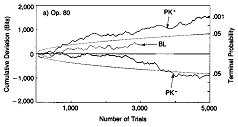 a) Op. 80
PK+
BL
PK-
2,000
1,000
0
-1,000
-2,000
Cumulative Deviation (Bits)
.001
.05
.05
Terminal Probability
0 1,000 2,000 3,000 4,000 5,000
Number of Trials